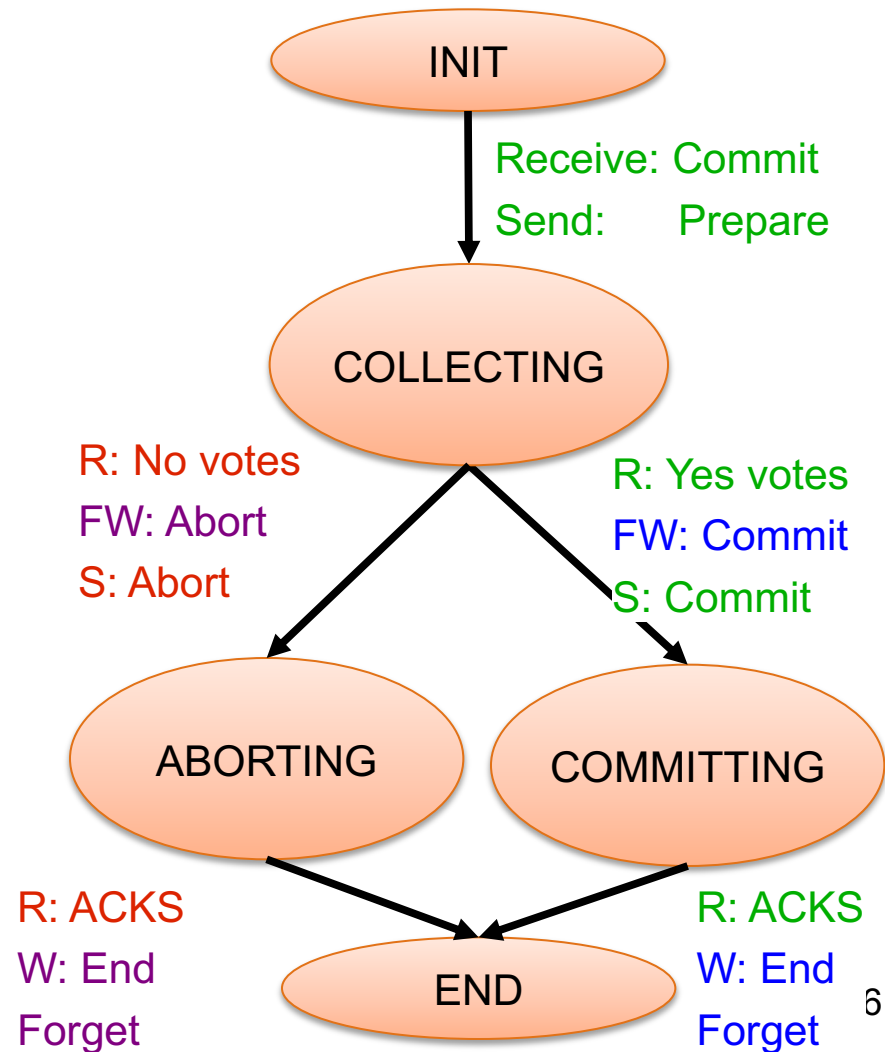 INIT
Receive: Commit
Send: Prepare
COLLECTING
R: No votes
FW: Abort
S: Abort
R: Yes votes
FW: Commit
S: Commit
ABORTING
COMMITTING
R: ACKS
W: End
Forget
R: ACKS
W: End
Forget
END
6